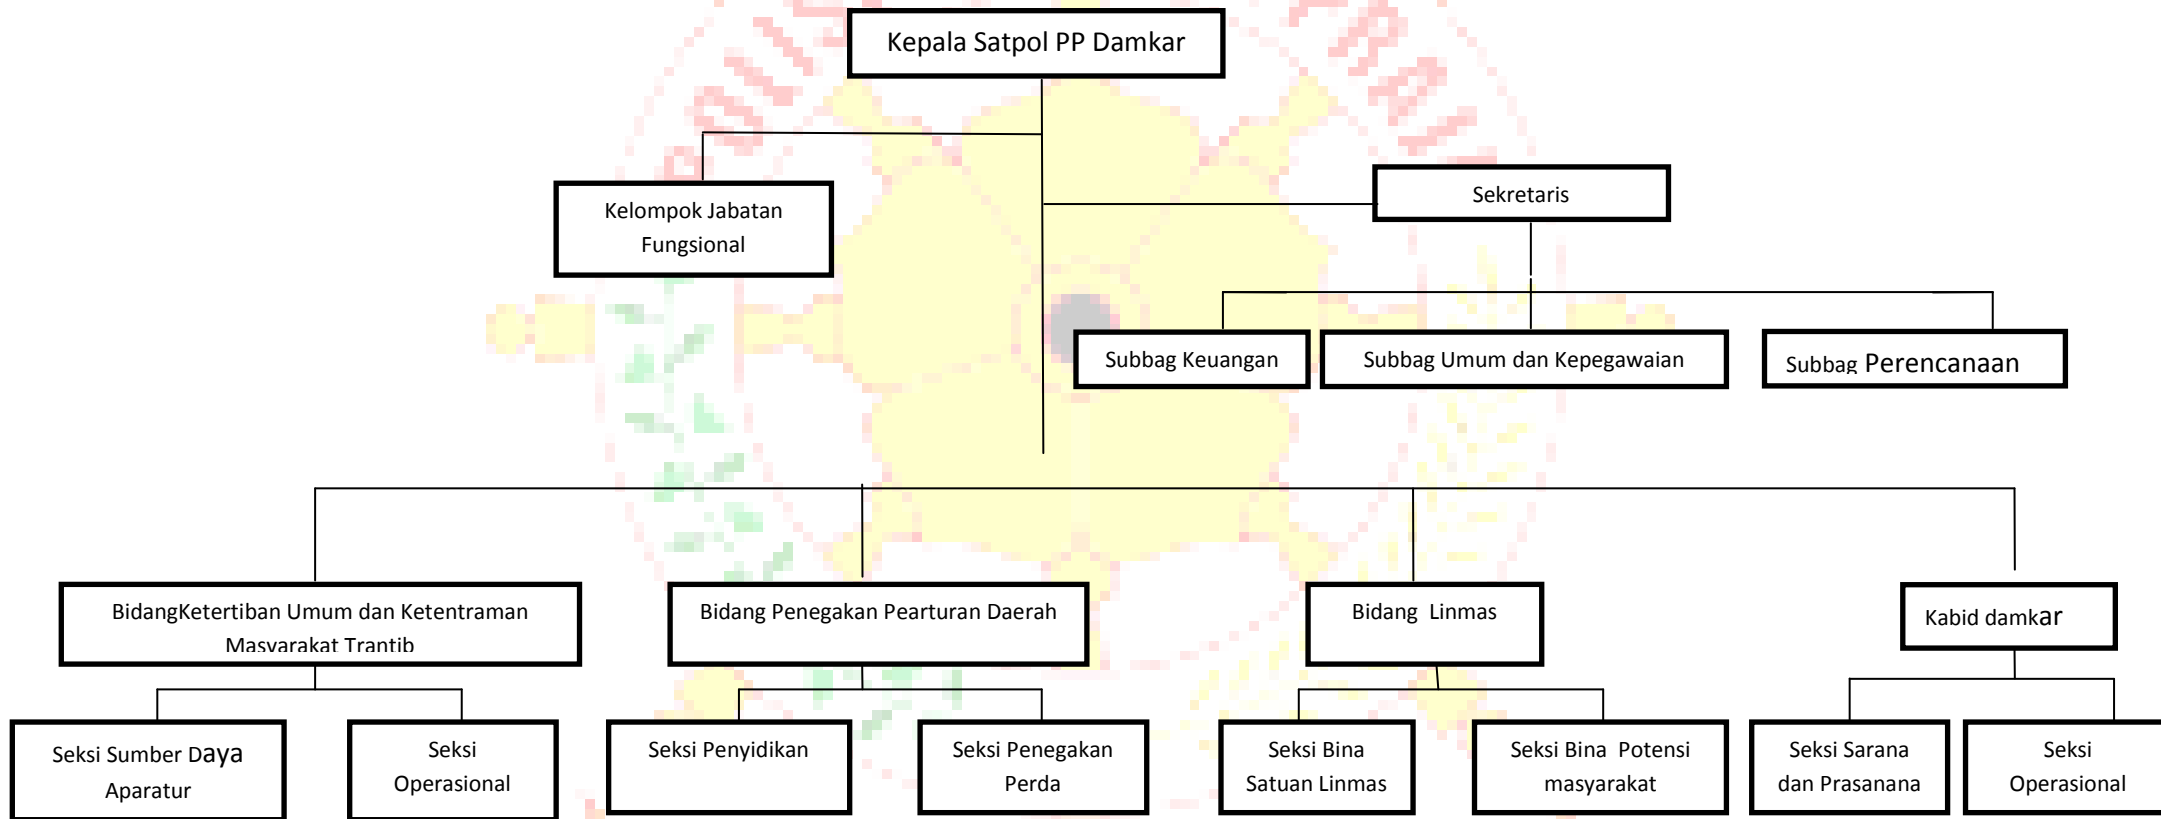 Kepala Satpol PP Damkar
Kelompok Jabatan
Fungsional
Sekretaris
Subbag Keuangan
Subbag Umum dan Kepegawaian
Subbag Perencanaan
BidangKetertiban Umum dan Ketentraman
Masyarakat Trantib
Bidang Penegakan Pearturan Daerah
Bidang Linmas
Kabid damkar
Seksi Sumber Daya
Aparatur
Seksi
Operasional
Seksi Penyidikan
Seksi Penegakan
Perda
Seksi Bina
Satuan Linmas
Seksi Bina Potensi
masyarakat
Seksi Sarana
dan Prasanana
Seksi
Operasional